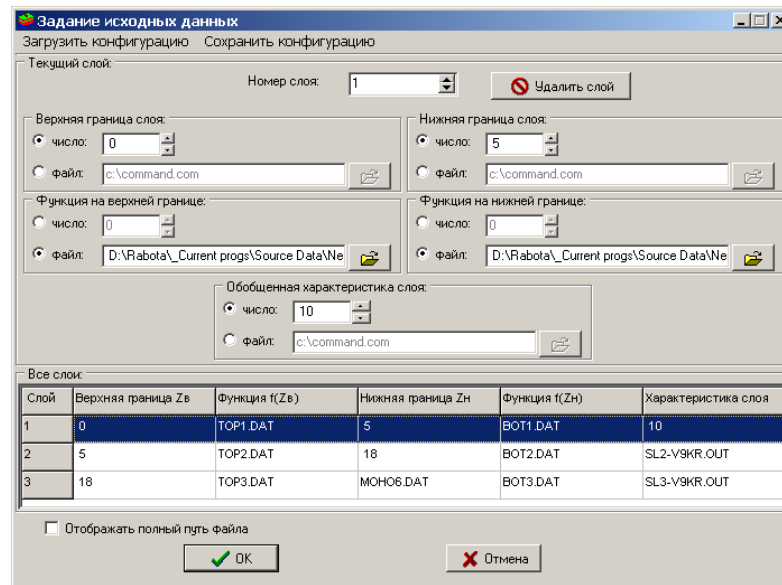 Задание исходных данных
Загрузить конфигурацию Сохранить конфигурацию
Текущий слой:
Номер слоя: 1 Удалить слой
Верхняя граница слоя: Нижняя граница слоя:
число: 0 число: 5
файл: c:\command.com файл: c:\command.com
Функция на верхней границе: Функция на нижней границе:
число: 0 число: 0
файл: D:\Rabota\_Current progs\Source Data\Ne файл: D:\Rabota\_Current progs\Source Data\Ne
Обобщенная характеристика слоя:
число: 10
файл: c:\command.com
Все слои:
Слой Верхняя граница Zв Функция f(Zв) Нижняя граница Zн Функция f(Zн) Характеристика слоя
1 0 TOP1.DAT 5 BOT1.DAT 10
2 5 TOP2.DAT 18 BOT2.DAT SL2-V9KR.OUT
3 18 TOP3.DAT MOHO6.DAT BOT3.DAT SL3-V9KR.OUT
Отображать полный путь файла
OK Отмена